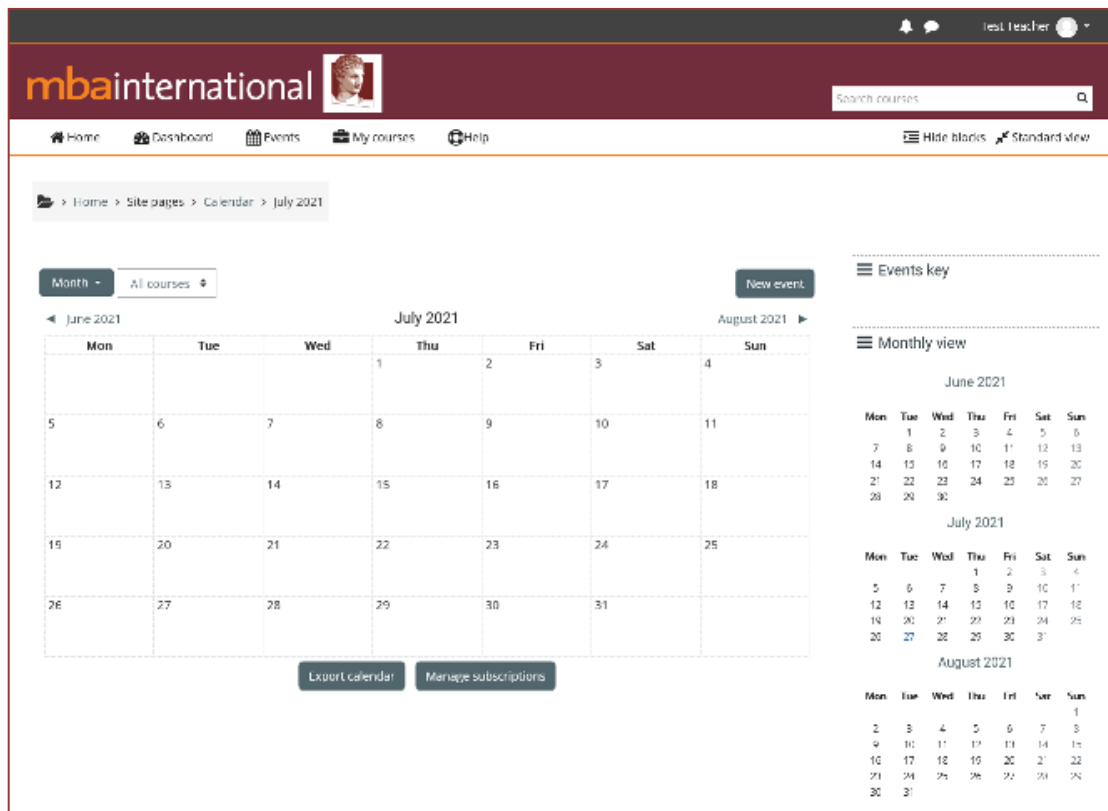 Test Teacher
mbainternational
Search courses
Home Dashboard Events My courses Help Hide blocks Standard view
> Home > Site pages > Calendar > July 2021
Month All courses New event
◄ June 2021 July 2021 August 2021 ►
Mon Tue Wed Thu Fri Sat Sun
1 2 3 4
5 6 7 8 9 10 11
12 13 14 15 16 17 18
19 20 21 22 23 24 25
26 27 28 29 30 31
Export calendar Manage subscriptions
Events key
Monthly view
June 2021
Mon Tue Wed Thu Fri Sat Sun
1 2 3 4 5 6
7 8 9 10 11 12 13
14 15 16 17 18 19 20
21 22 23 24 25 26 27
28 29 30
July 2021
Mon Tue Wed Thu Fri Sat Sun
1 2 3 4
5 6 7 8 9 10 11
12 13 14 15 16 17 18
19 20 21 22 23 24 25
26 27 28 29 30 31
August 2021
Mon Tue Wed Thu Fri Sat Sun
1
2 3 4 5 6 7 8
9 10 11 12 13 14 15
16 17 18 19 20 21 22
23 24 25 26 27 28 29
30 31